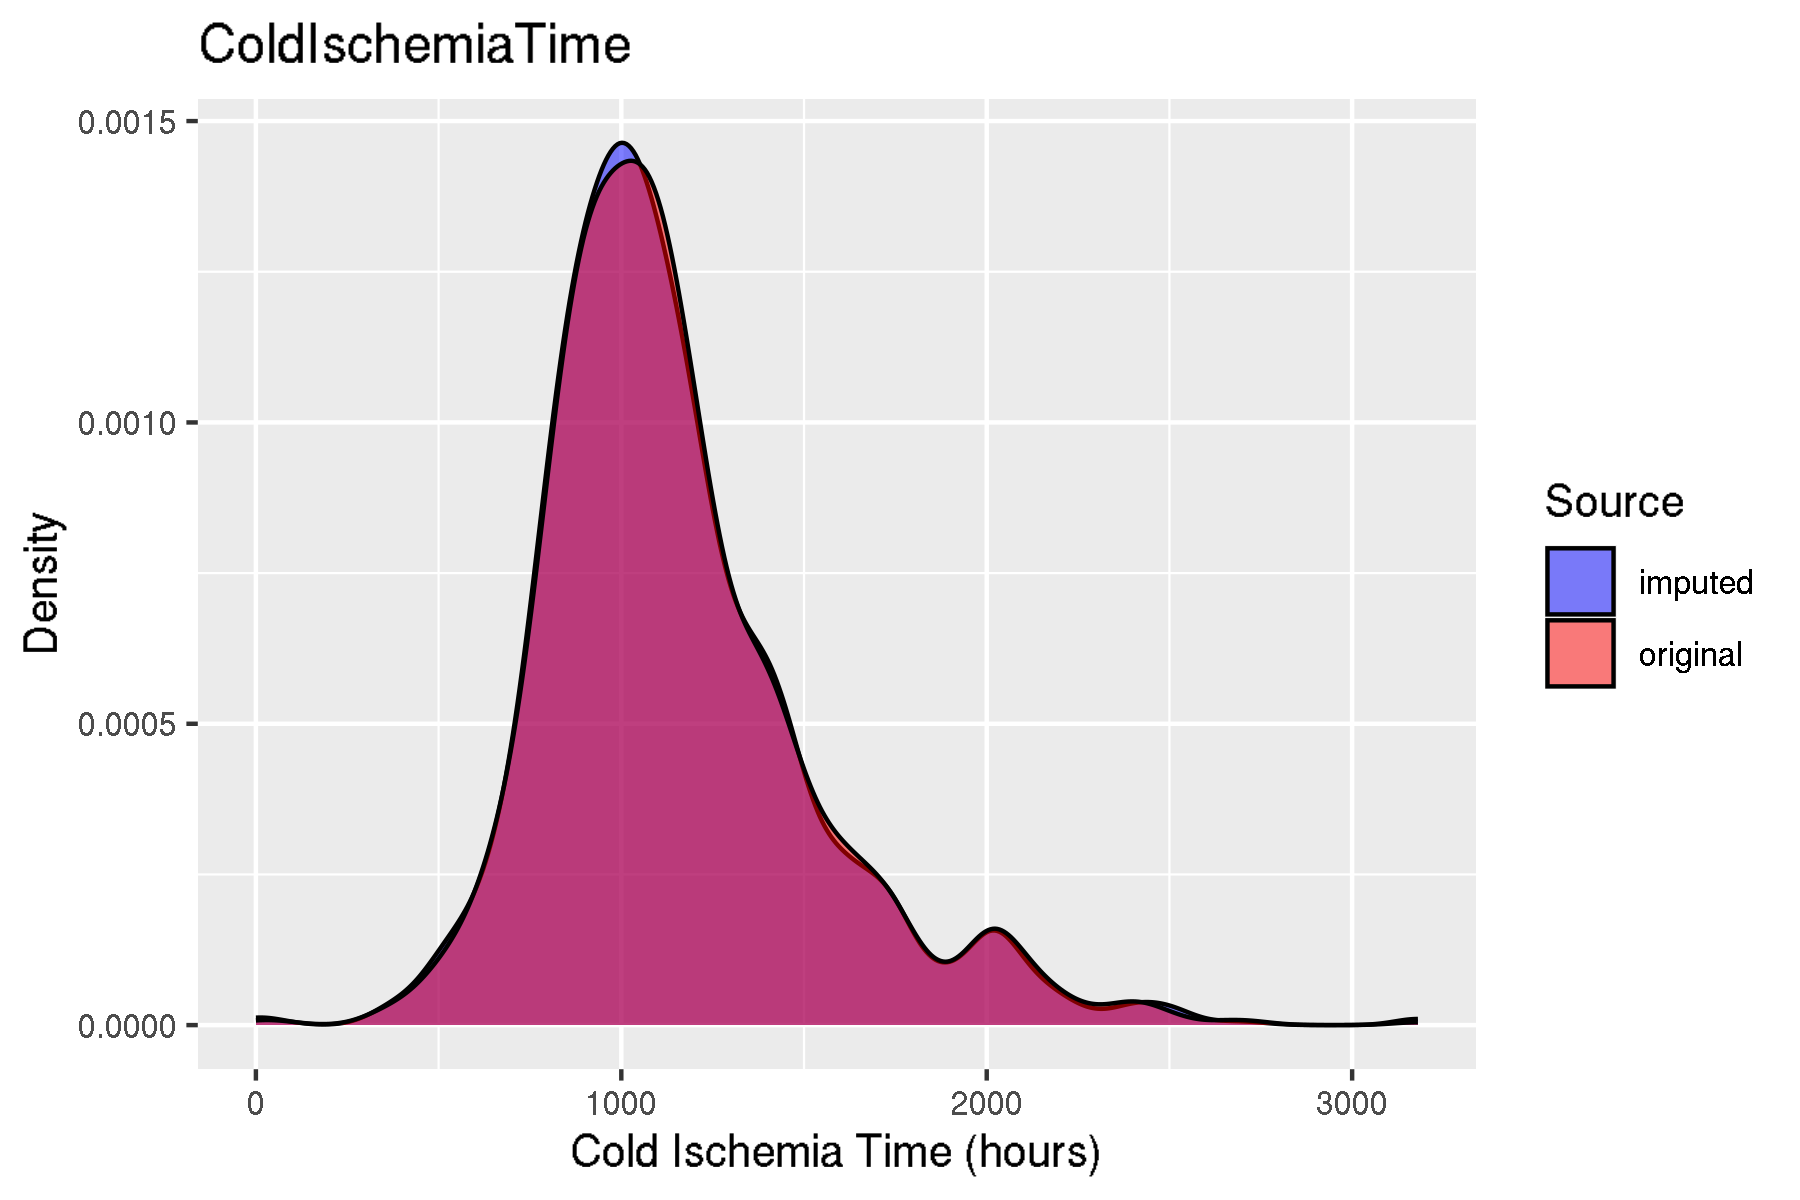 ColdIschemiaTime
0.0015
0.0010
0.0005
0.0000
Density
0 1000 2000 3000
Cold Ischemia Time (hours)
Source
imputed
original